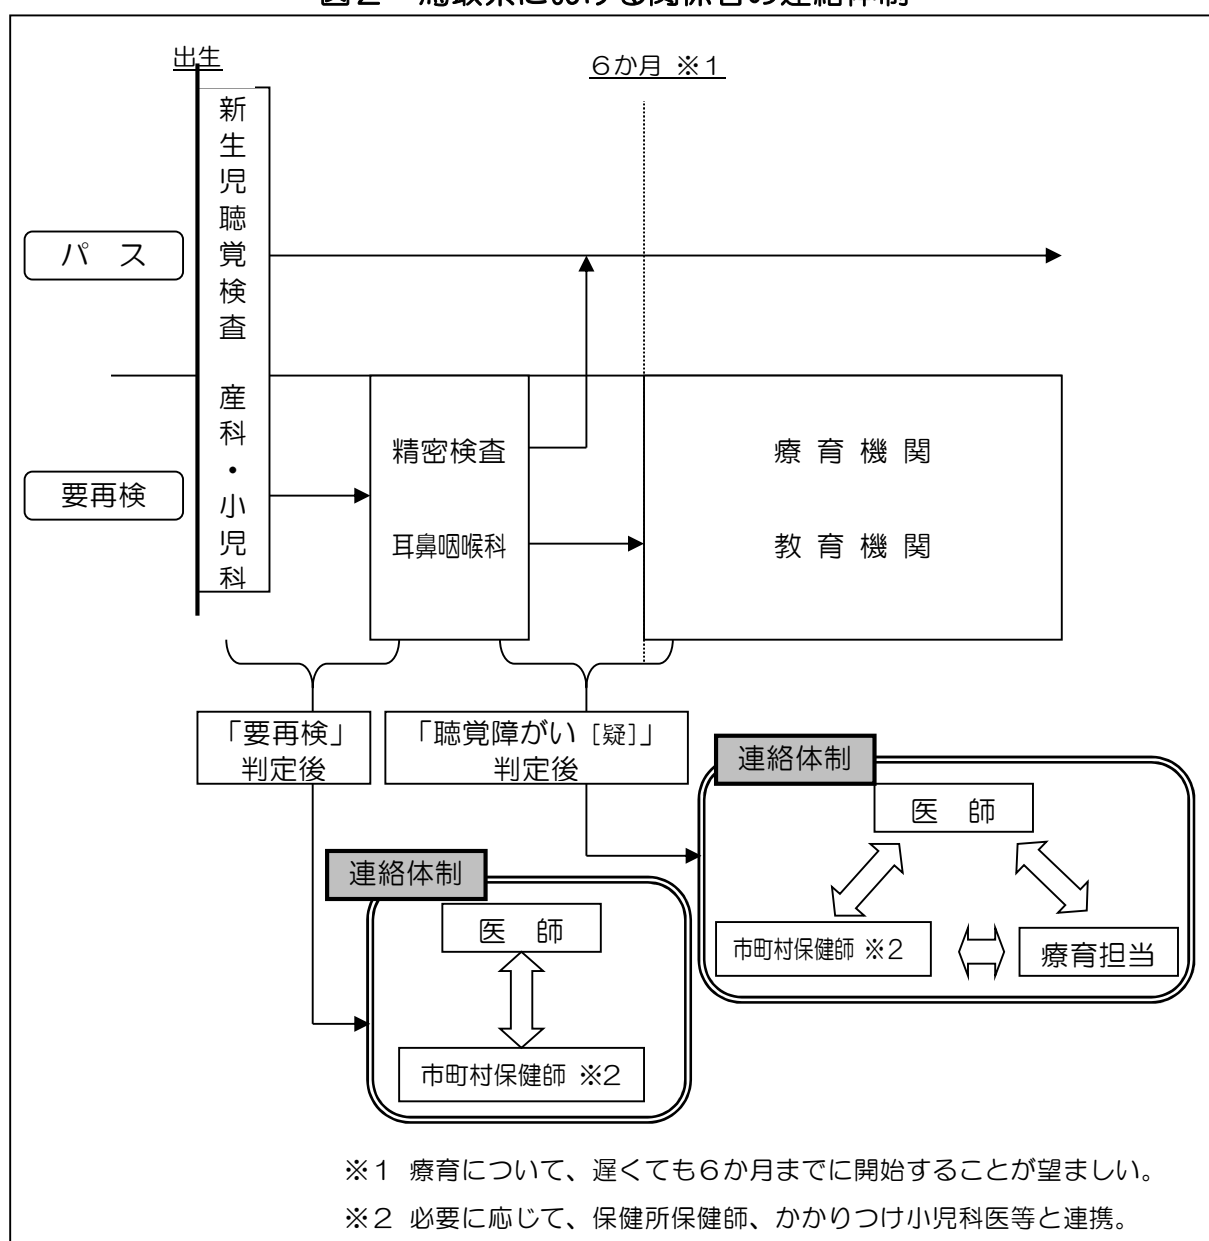 出生
6か月 ※1
新生児聴覚検査 産科・小児科
パス
要再検
精密検査
耳鼻咽喉科
療育機関
教育機関
「要再検」
判定後
「聴覚障がい［疑］」
判定後
連絡体制
医師
市町村保健師 ※2
療育担当
連絡体制
医師
市町村保健師 ※2
※1 療育について、遅くても6か月までに開始することが望ましい。
※2 必要に応じて、保健所保健師、かかりつけ小児科医等と連携。